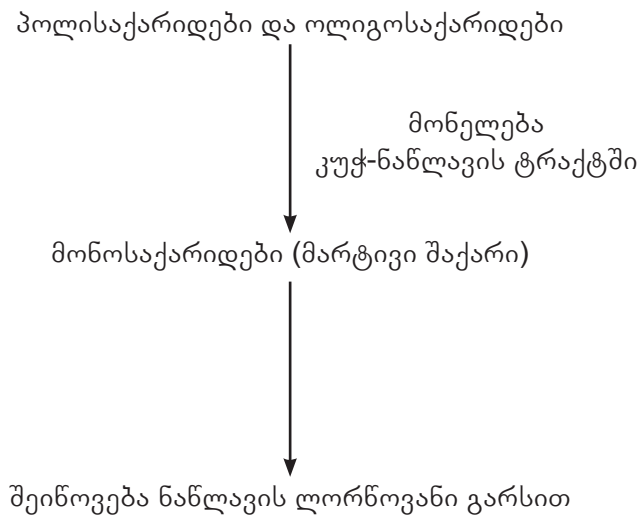 პოლისაქარიდები და ოლიგოსაქარიდები
მონელება
კუჭ-ნაწლავის ტრაქტში
მონოსაქარიდები (მარტივი შაქარი)
შეიწოვება ნაწლავის ლორწოვანი გარსით